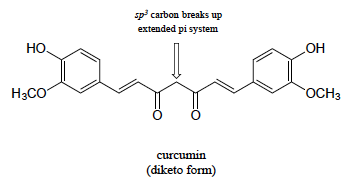 sp³ carbon breaks up
extended pi system
HO
OH
H₃CO
OCH₃
O
O
curcumin
(diketo form)